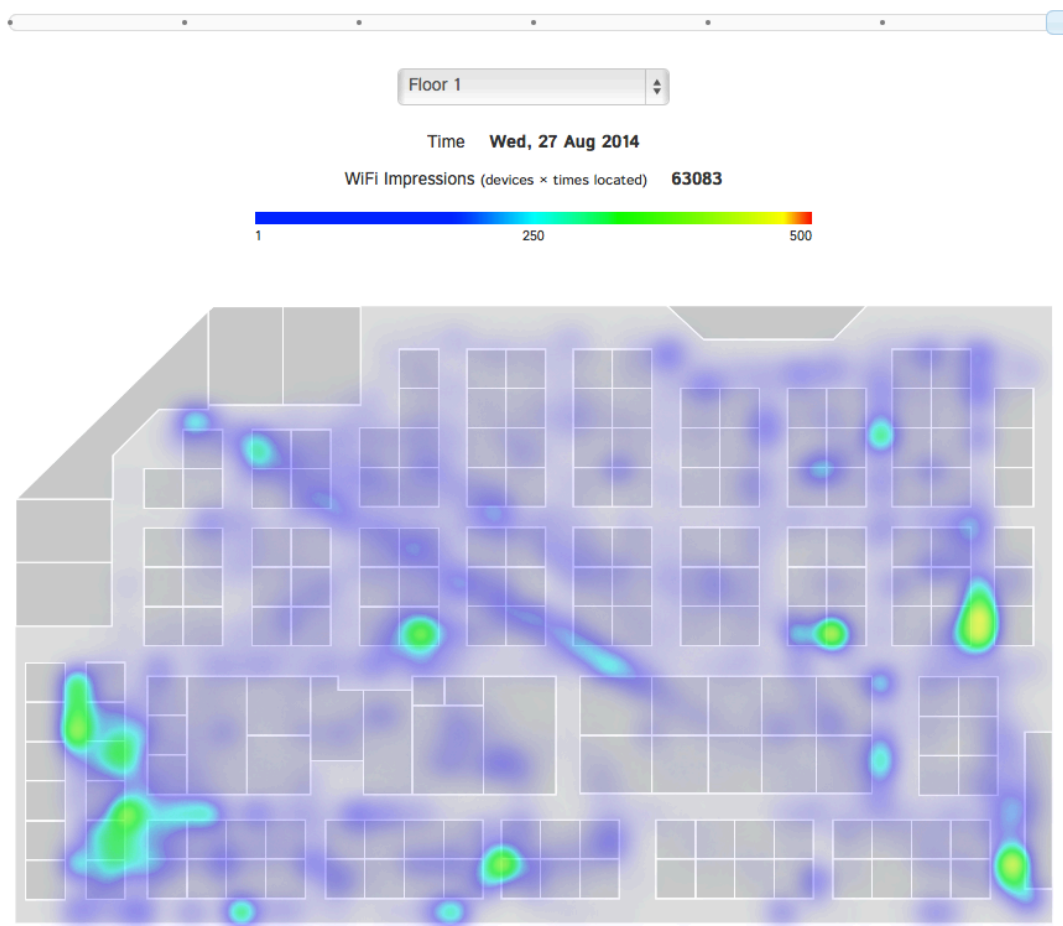 Floor 1
Time Wed, 27 Aug 2014
WiFi Impressions (devices × times located) 63083
1 250 500